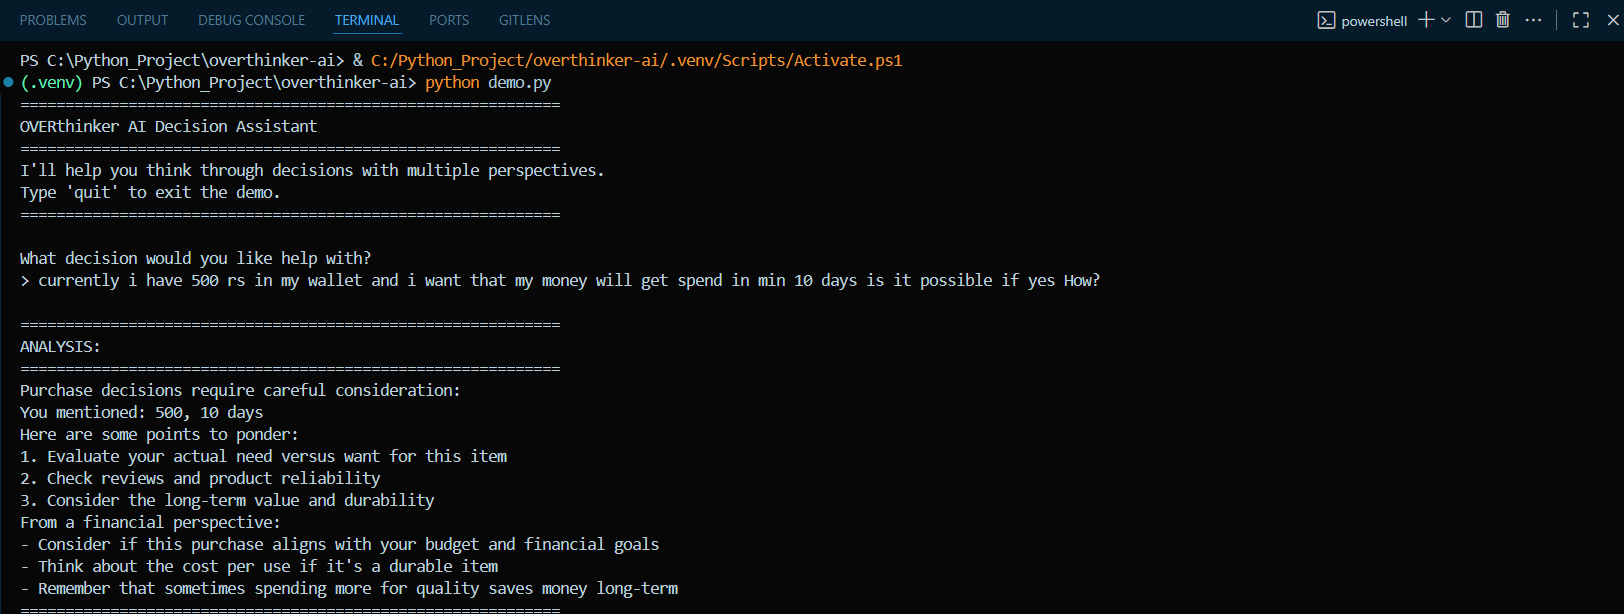 PROBLEMS OUTPUT DEBUG CONSOLE TERMINAL PORTS GITLENS powershell
PS C:\Python_Project\overthinker-ai> & C:/Python_Project/overthinker-ai/.venv/Scripts/Activate.ps1
(.venv) PS C:\Python_Project\overthinker-ai> python demo.py
============================================================
OVERthinker AI Decision Assistant
============================================================
I'll help you think through decisions with multiple perspectives.
Type 'quit' to exit the demo.
============================================================
What decision would you like help with?
> currently i have 500 rs in my wallet and i want that my money will get spend in min 10 days is it possible if yes How?
============================================================
ANALYSIS:
============================================================
Purchase decisions require careful consideration:
You mentioned: 500, 10 days
Here are some points to ponder:
1. Evaluate your actual need versus want for this item
2. Check reviews and product reliability
3. Consider the long-term value and durability
From a financial perspective:
- Consider if this purchase aligns with your budget and financial goals
- Think about the cost per use if it's a durable item
- Remember that sometimes spending more for quality saves money long-term
============================================================